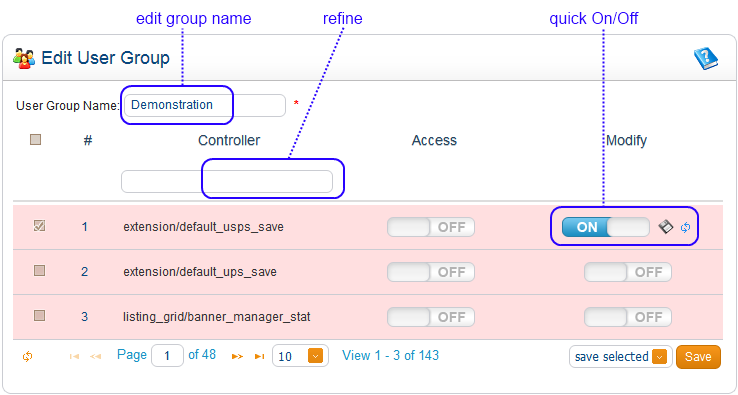 edit group name refine quick On/Off
Edit User Group
User Group Name: Demonstration *
# Controller Access Modify
1 extension/default_usps_save OFF ON
2 extension/default_ups_save OFF OFF
3 listing_grid/banner_manager_stat OFF OFF
Page 1 of 48 10 View 1 - 3 of 143 save selected Save